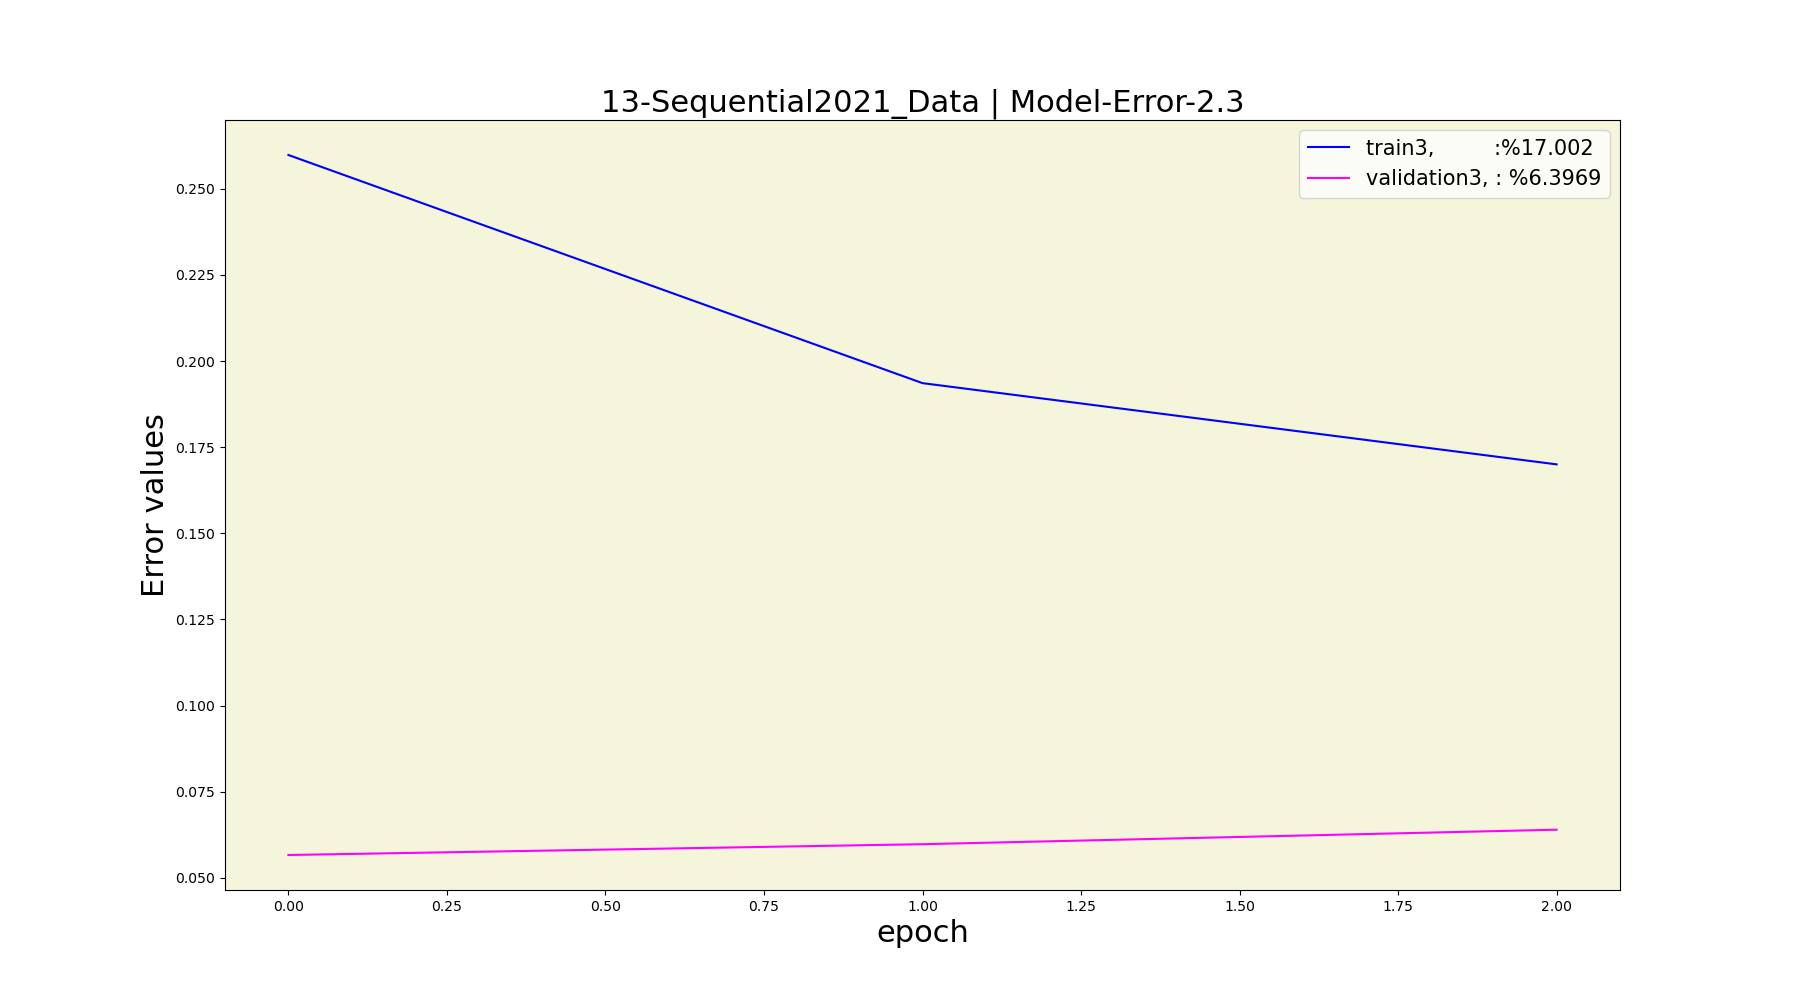 13-Sequential2021_Data | Model-Error-2.3
train3, :%17.002
validation3, : %6.3969
Error values
0.250
0.225
0.200
0.175
0.150
0.125
0.100
0.075
0.050
0.00 0.25 0.50 0.75 1.00 1.25 1.50 1.75 2.00
epoch